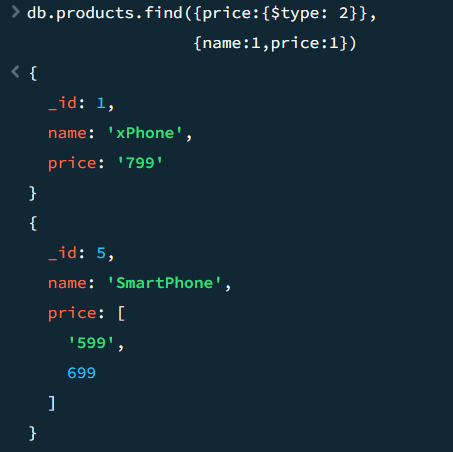 > db.products.find({price:{$type: 2}},
{name:1,price:1})
< {
_id: 1,
name: 'xPhone',
price: '799'
}
{
_id: 5,
name: 'SmartPhone',
price: [
'599',
699
]
}